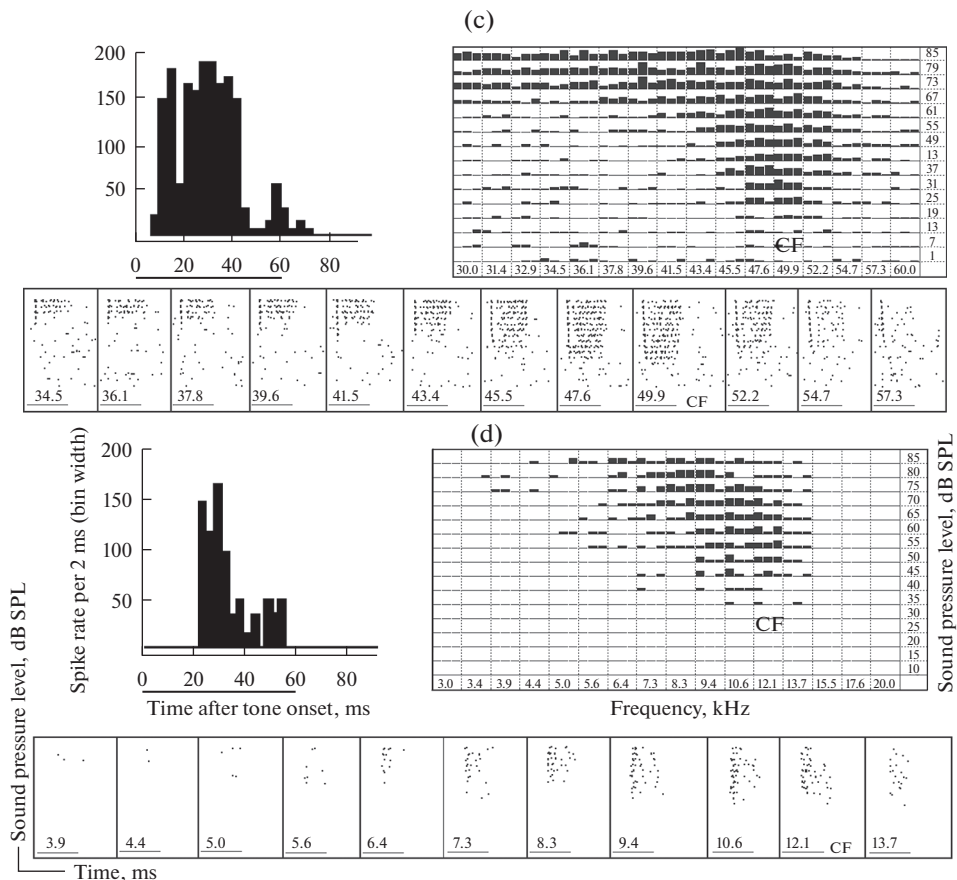 (c)
200
150
100
50
0 20 40 60 80
85
79
73
67
61
55
49
13
37
31
25
19
13
7
1
CF
30.0 31.4 32.9 34.5 36.1 37.8 39.6 41.5 43.4 45.5 47.6 49.9 52.2 54.7 57.3 60.0
34.5 36.1 37.8 39.6 41.5 43.4 45.5 47.6 49.9 CF 52.2 54.7 57.3
(d)
Spike rate per 2 ms (bin width)
200
150
100
50
0 20 40 60 80
Time after tone onset, ms
85
80
75
70
65
60
55
50
45
40
35
30
25
20
15
10
CF
3.0 3.4 3.9 4.4 5.0 5.6 6.4 7.3 8.3 9.4 10.6 12.1 13.7 15.5 17.6 20.0
Frequency, kHz
Sound pressure level, dB SPL
Sound pressure level, dB SPL
3.9 4.4 5.0 5.6 6.4 7.3 8.3 9.4 10.6 12.1 CF 13.7
Time, ms